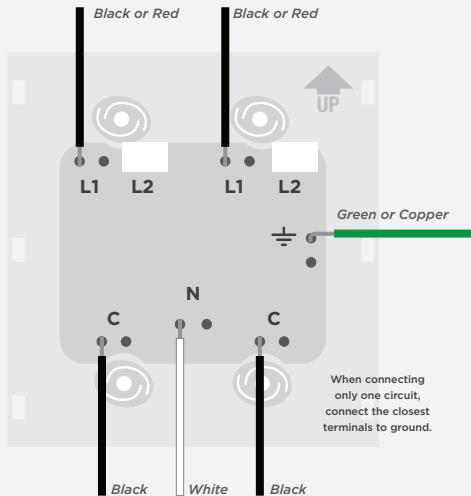 Black or Red
Black or Red
UP
L1
L2
L1
L2
Green or Copper
N
C
C
When connecting
only one circuit,
connect the closest
terminals to ground.
Black
White
Black